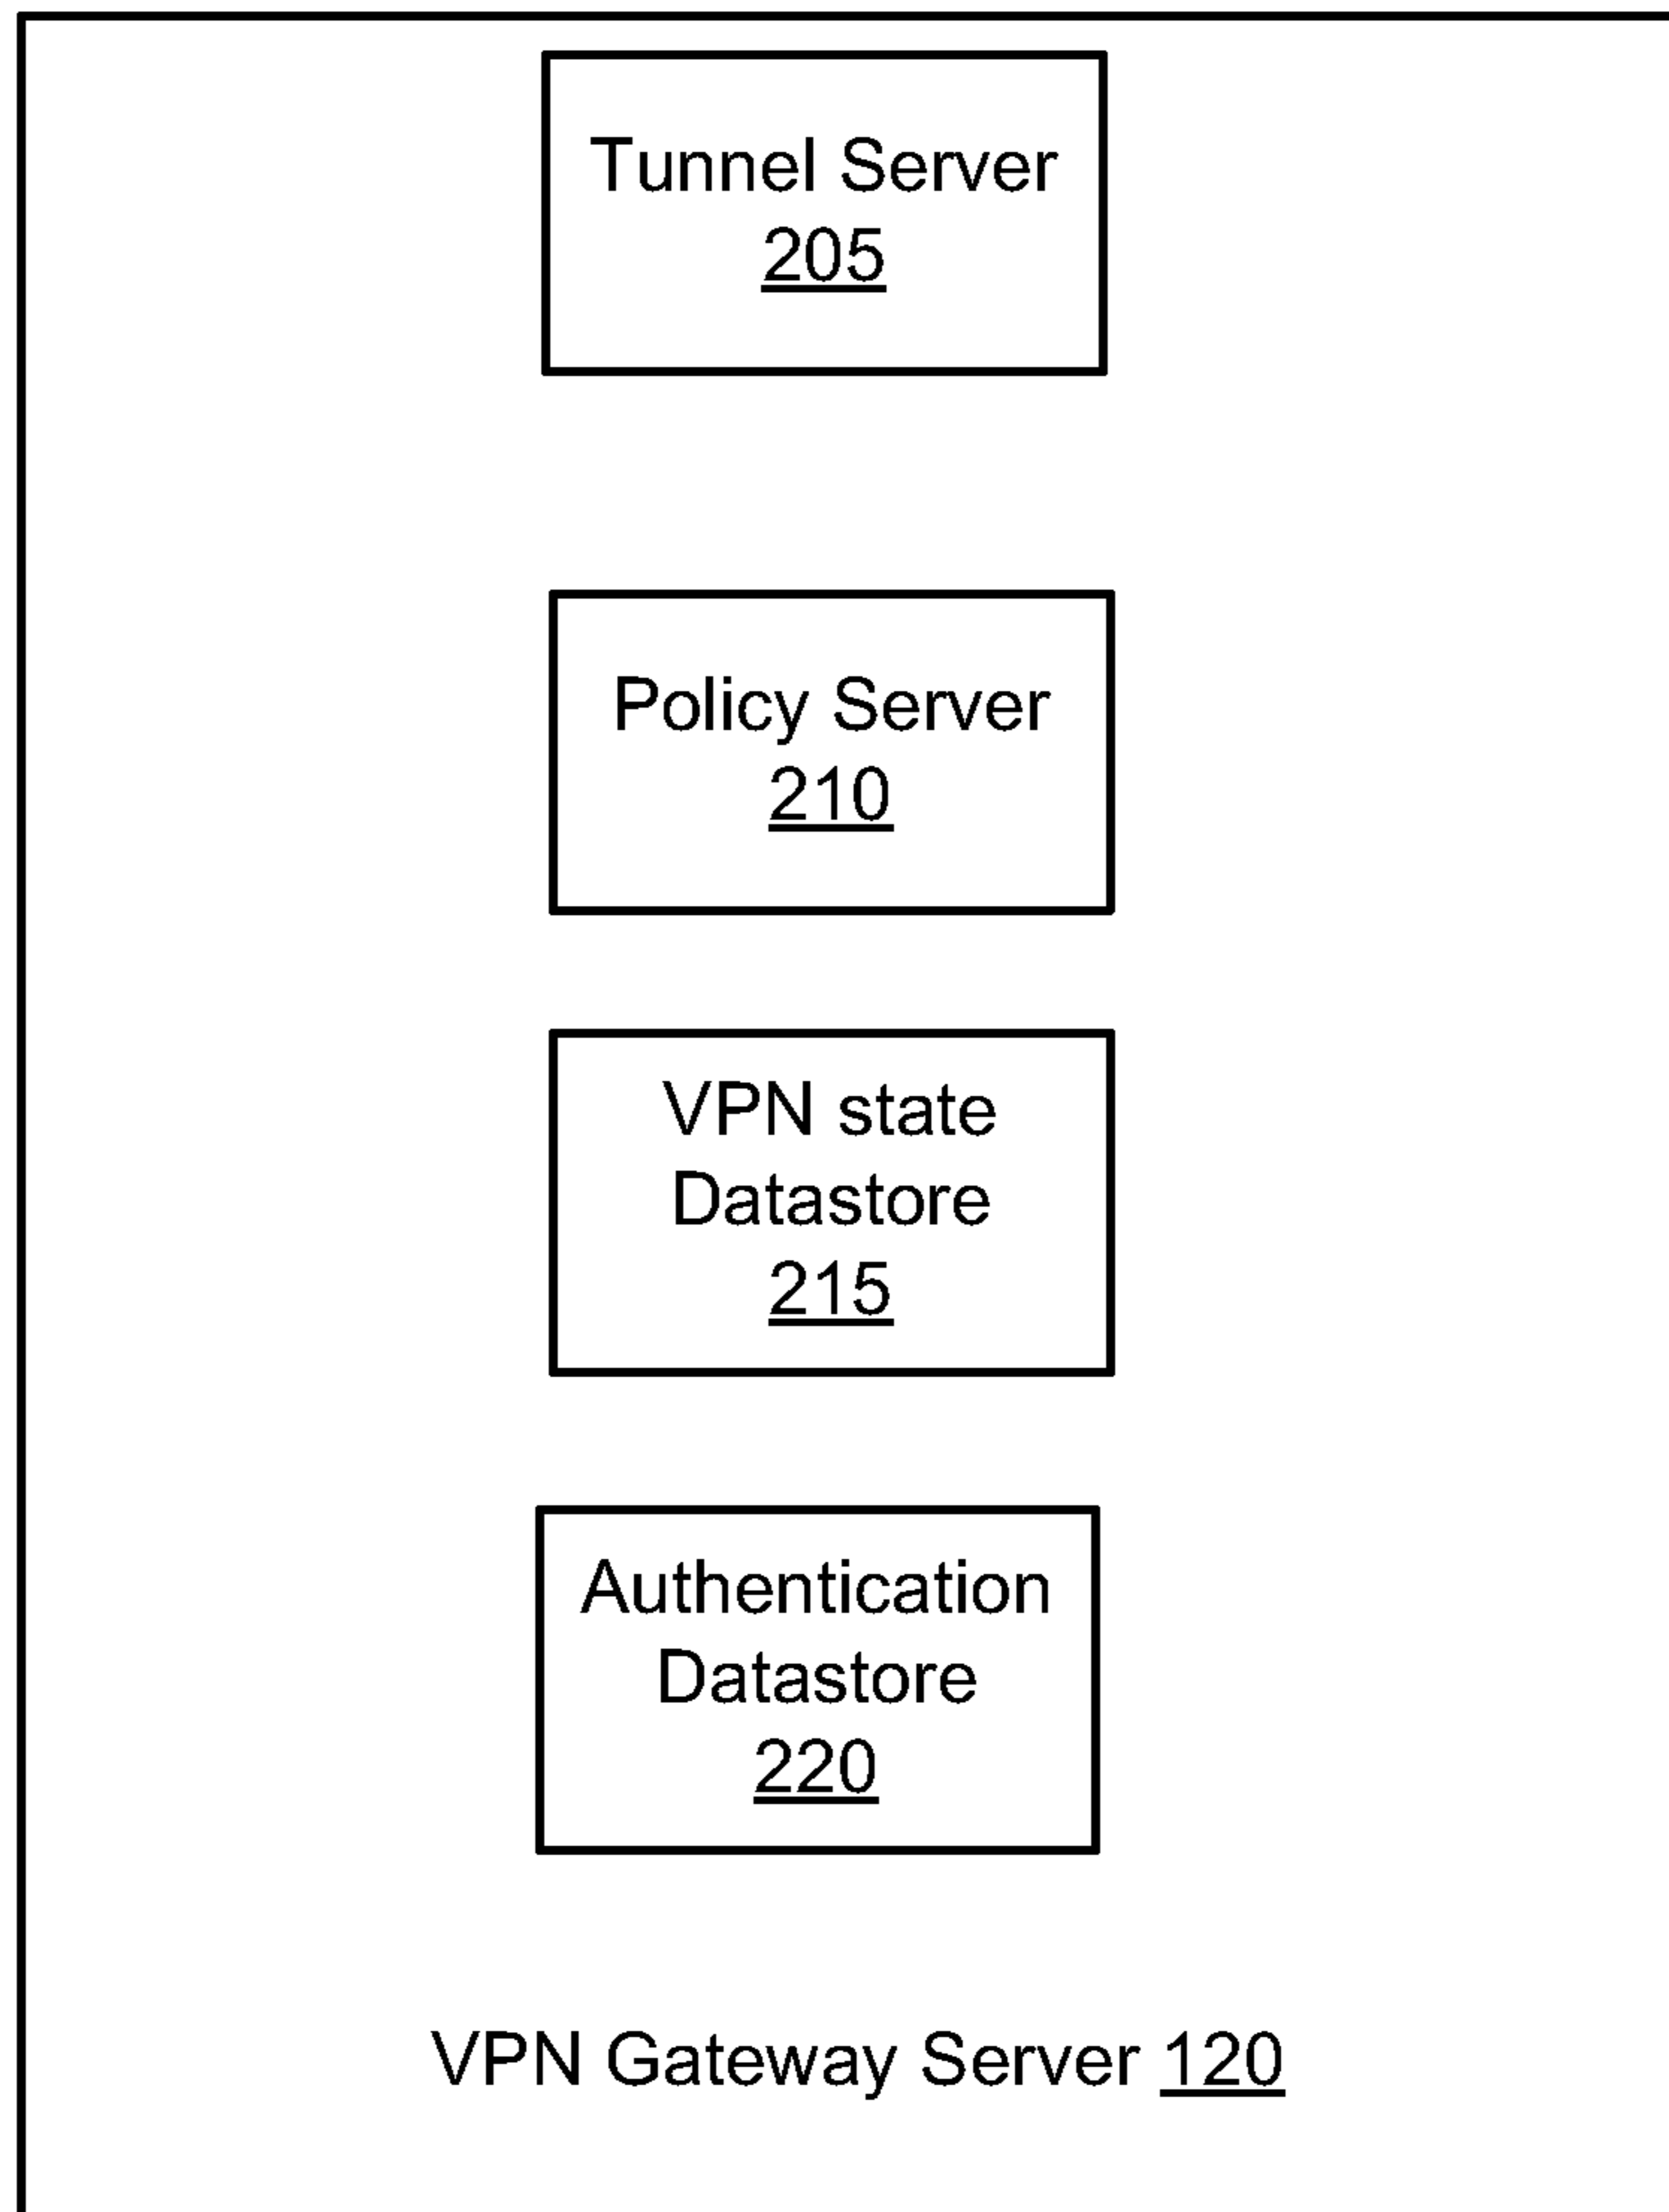 Tunnel Server
205
Policy Server
210
VPN state
Datastore
215
Authentication
Datastore
220
VPN Gateway Server 120